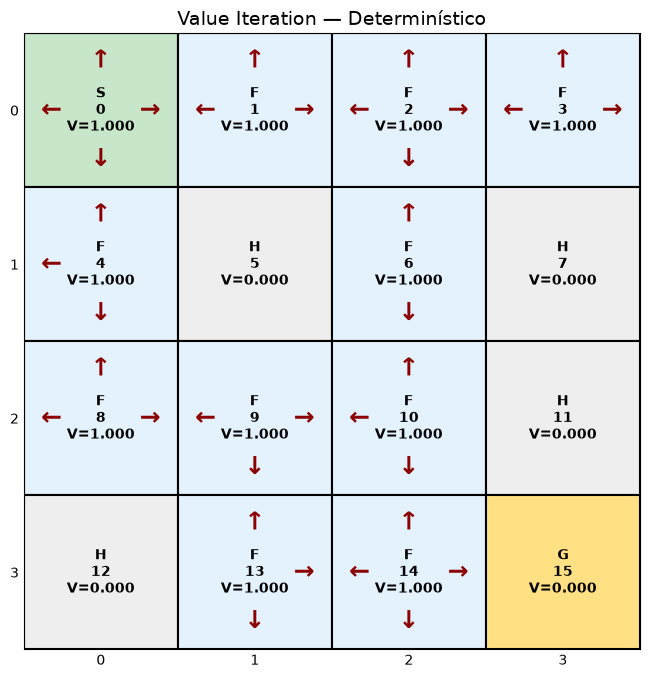 Value Iteration — Determinístico
0
S
0
V=1.000
F
1
V=1.000
F
2
V=1.000
F
3
V=1.000
1
F
4
V=1.000
H
5
V=0.000
F
6
V=1.000
H
7
V=0.000
2
F
8
V=1.000
F
9
V=1.000
F
10
V=1.000
H
11
V=0.000
3
H
12
V=0.000
F
13
V=1.000
F
14
V=1.000
G
15
V=0.000
0 1 2 3